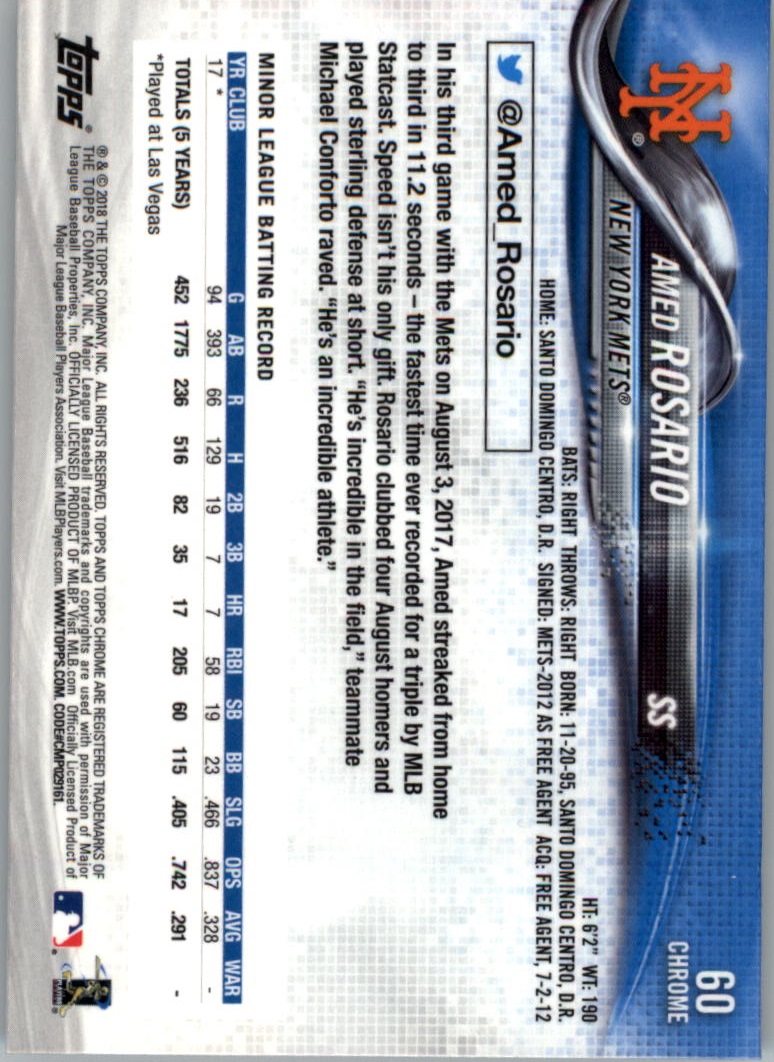 60
CHROME
NY®
AMED ROSARIO SS
NEW YORK METS®
HT: 6'2" WT: 190
BATS: RIGHT THROWS: RIGHT BORN: 11-20-95, SANTO DOMINGO CENTRO, D.R.
HOME: SANTO DOMINGO CENTRO, D.R. SIGNED: METS-2012 AS FREE AGENT ACQ: FREE AGENT, 7-2-12
@Amed_Rosario
In his third game with the Mets on August 3, 2017, Amed streaked from home
to third in 11.2 seconds – the fastest time ever recorded for a triple by MLB
Statcast. Speed isn't his only gift. Rosario clubbed four August homers and
played sterling defense at short. "He's incredible in the field," teammate
Michael Conforto raved. "He's an incredible athlete."
MINOR LEAGUE BATTING RECORD
YR CLUB G AB R H 2B 3B HR RBI SB BB SLG OPS AVG WAR
17 * 94 393 66 129 19 7 7 58 19 23 .466 .837 .328 -
TOTALS (5 YEARS) 452 1775 236 516 82 35 17 205 60 115 .405 .742 .291 -
*Played at Las Vegas
topps®
® & © 2018 THE TOPPS COMPANY, INC. ALL RIGHTS RESERVED. TOPPS AND TOPPS CHROME ARE REGISTERED TRADEMARKS OF
THE TOPPS COMPANY, INC. Major League Baseball trademarks and copyrights are used with permission of Major
League Baseball Properties, Inc. OFFICIALLY LICENSED PRODUCT OF MLBP. Visit MLB.com Officially Licensed Product of
Major League Baseball Players Association. Visit MLBPlayers.com. WWW.TOPPS.COM. CODE#CMP029161.